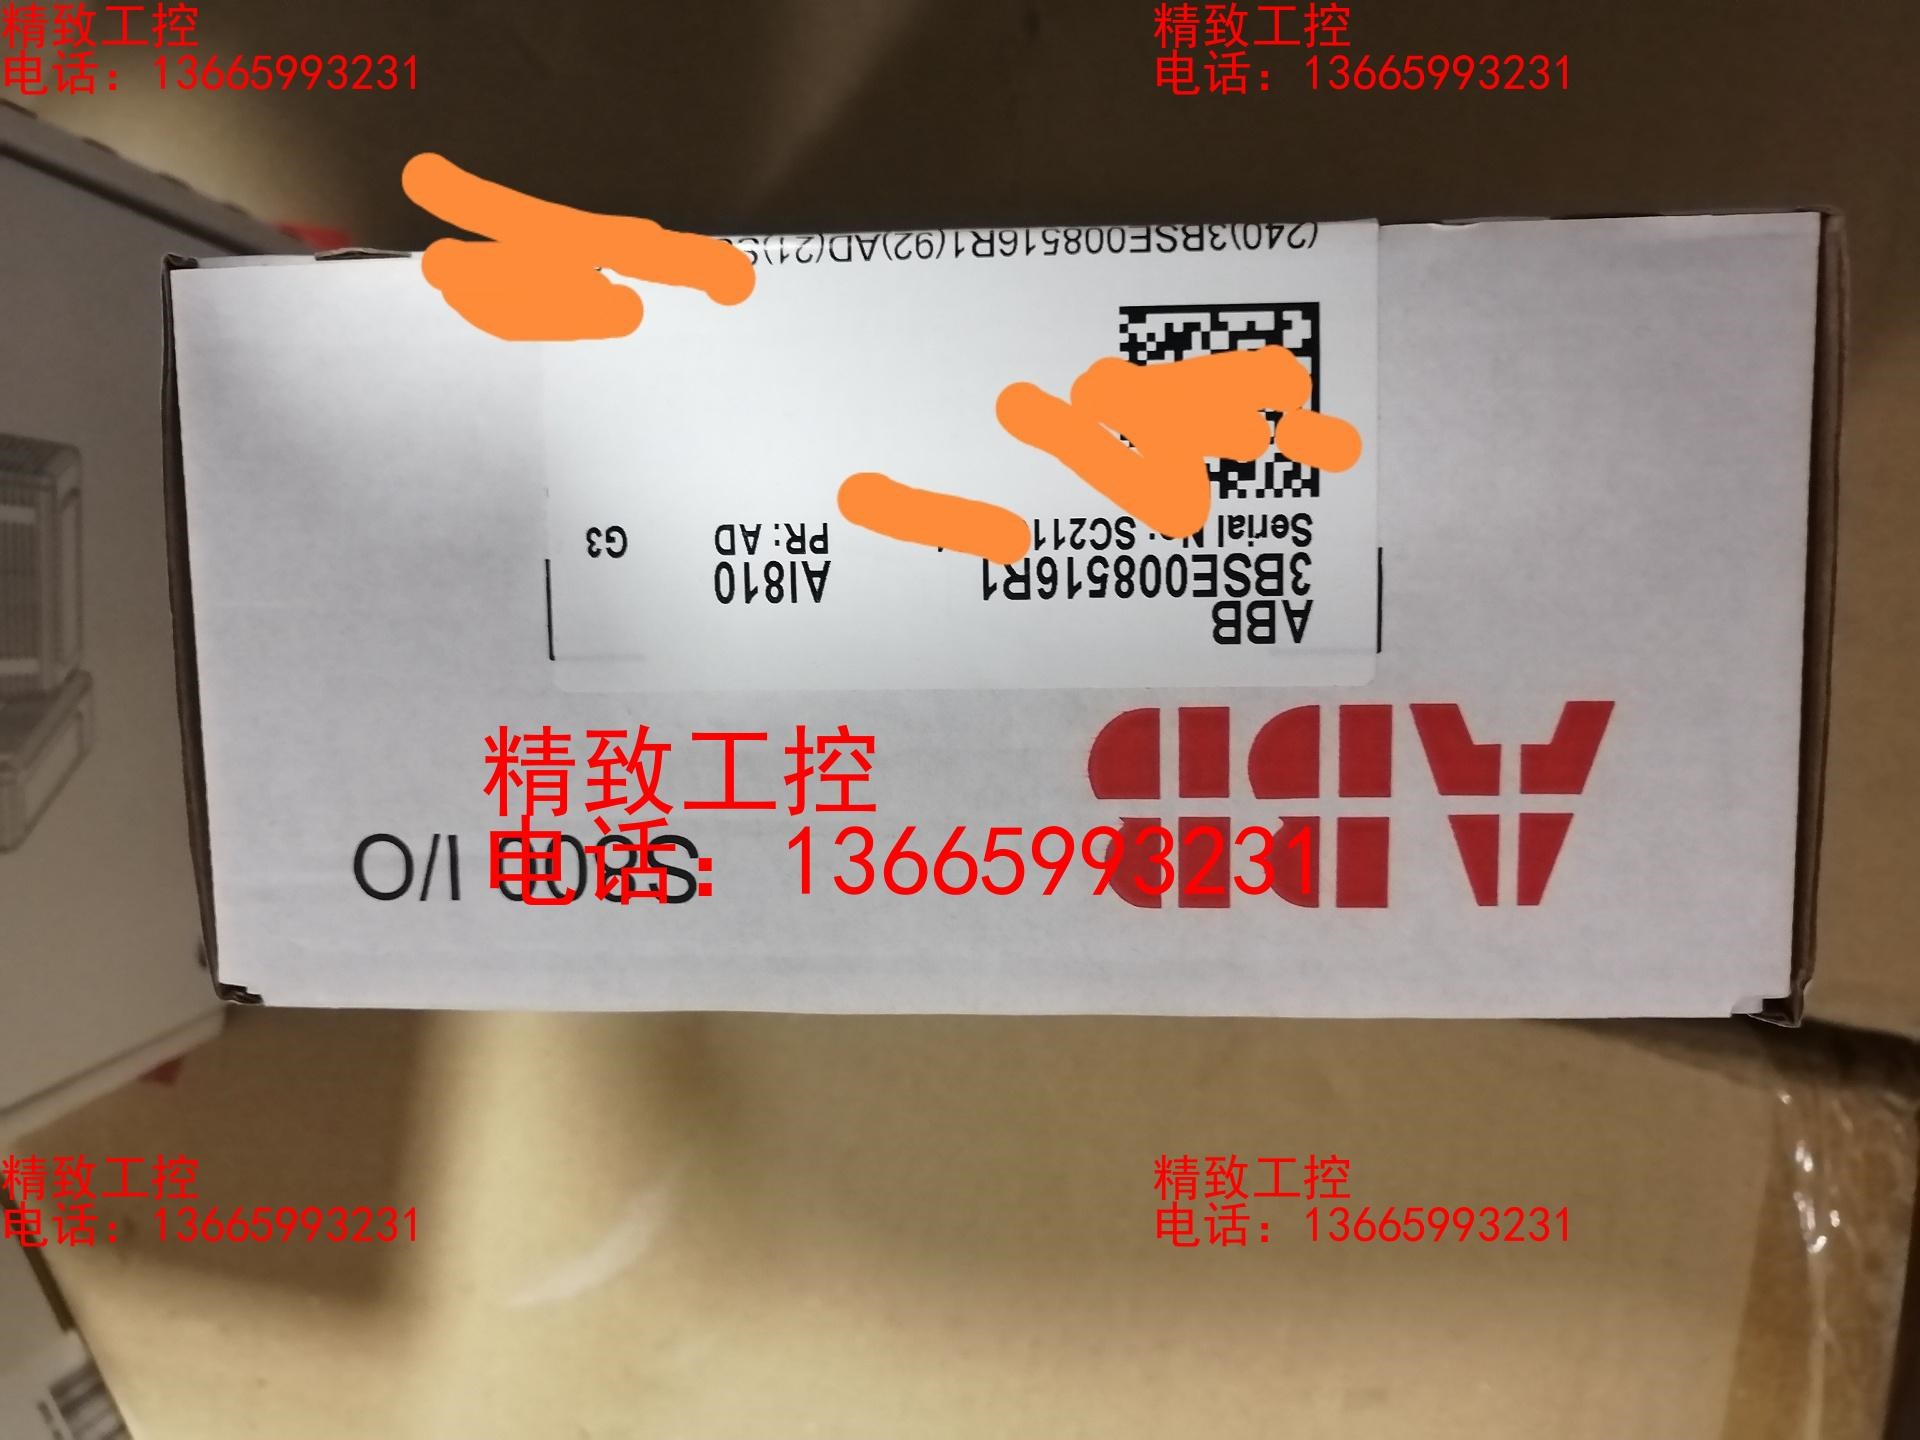 精致工控
电话：13665993231
精致工控
电话：13665993231
(240)3BSE008516R1(92)AD(21)S
Serial No: SC211
PR: AD
G3
3BSE008516R1
AI810
ABB
ABB
精致工控
电话：13665993231
S800 I/O
精致工控
电话：13665993231
精致工控
电话：13665993231